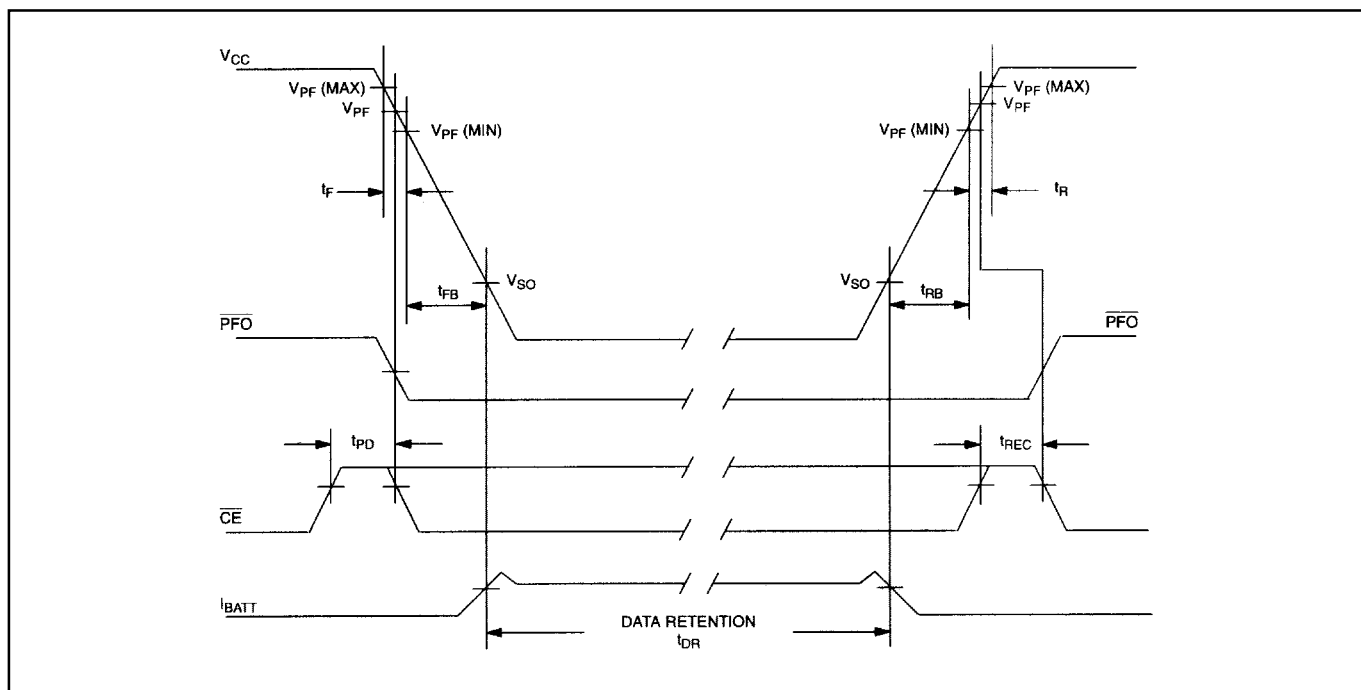 VCC
VPF (MAX)
VPF (MAX)
VPF
VPF
VPF (MIN)
VPF (MIN)
tF
tR
VSO
VSO
tFB
tRB
PFO
PFO
tPD
tREC
CE
IBATT
DATA RETENTION
tDR